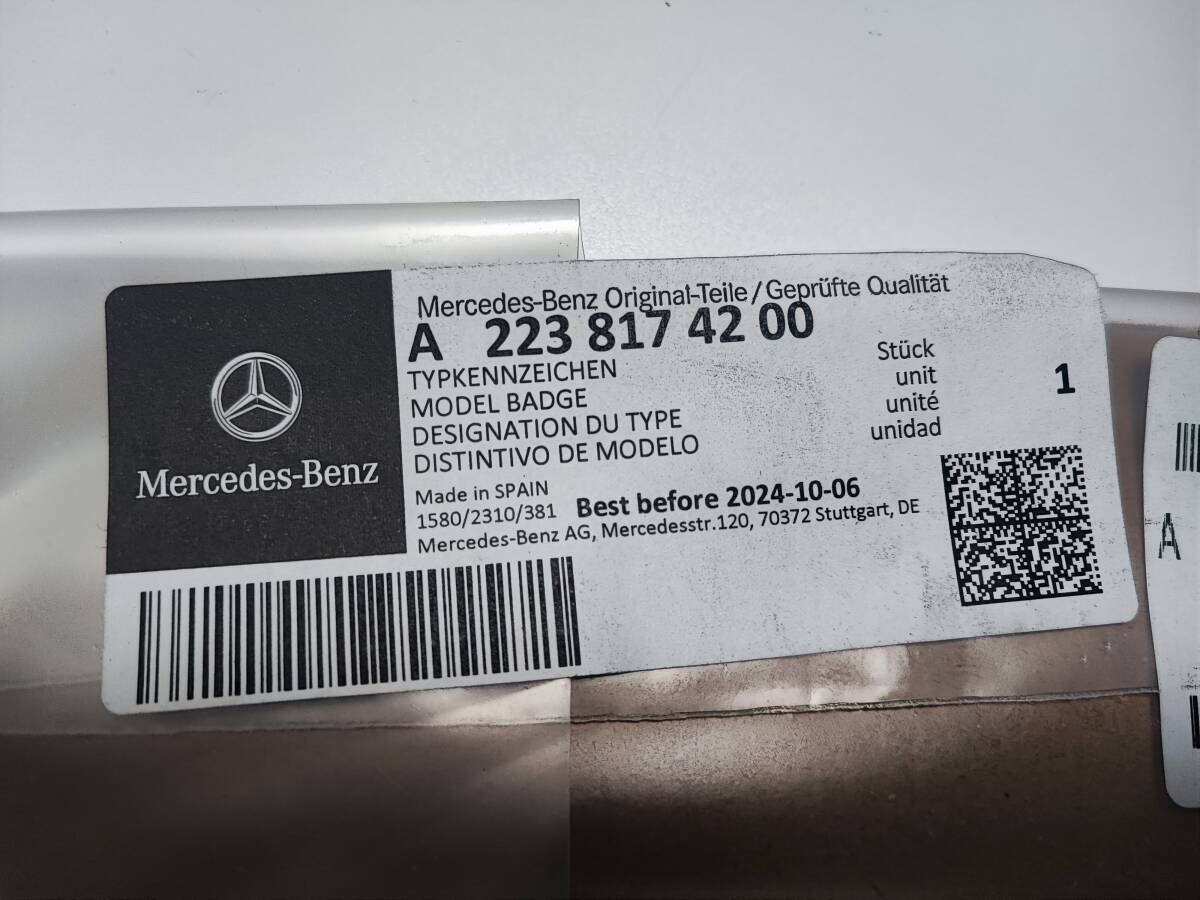 Mercedes-Benz
Mercedes-Benz Original-Teile/Geprüfte Qualität
A 223 817 42 00
TYPKENNZEICHEN
MODEL BADGE
DESIGNATION DU TYPE
DISTINTIVO DE MODELO
Stück
unit
unité
unidad
1
Made in SPAIN
1580/2310/381
Best before 2024-10-06
Mercedes-Benz AG, Mercedesstr.120, 70372 Stuttgart, DE
A